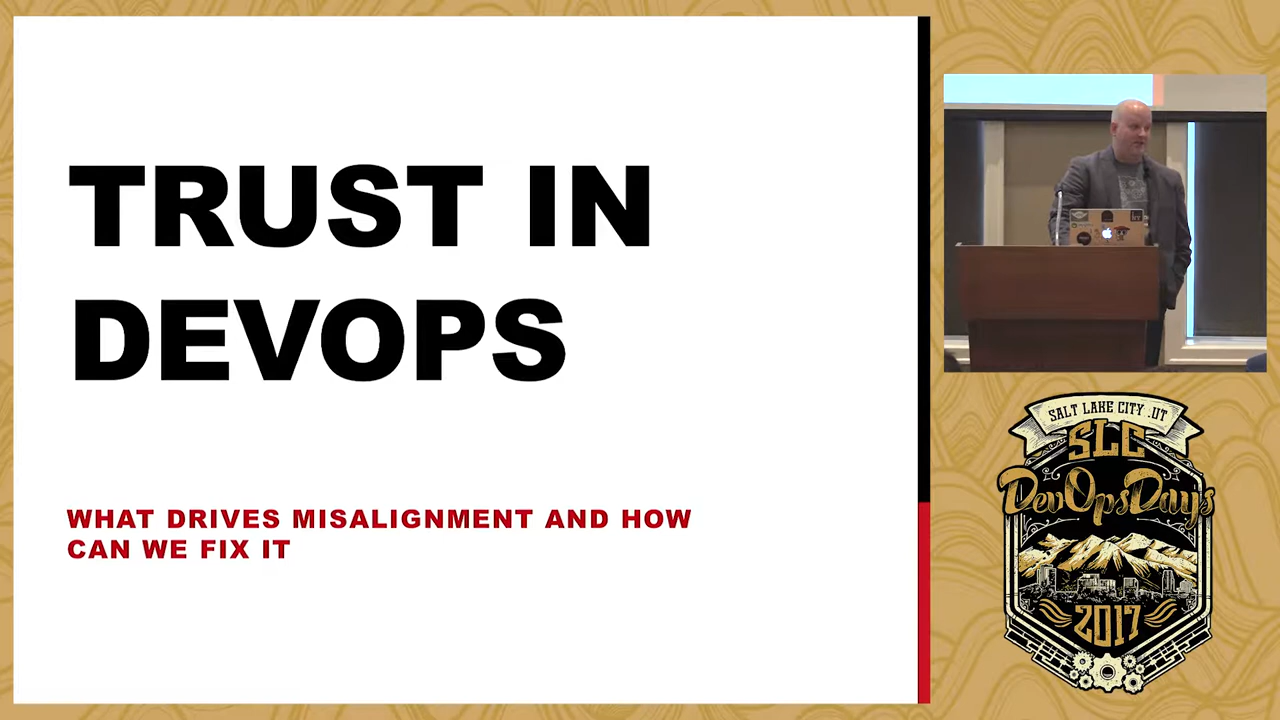 TRUST IN
DEVOPS
WHAT DRIVES MISALIGNMENT AND HOW
CAN WE FIX IT
SALT LAKE CITY .UT
SLC
DevOpsDays
2017